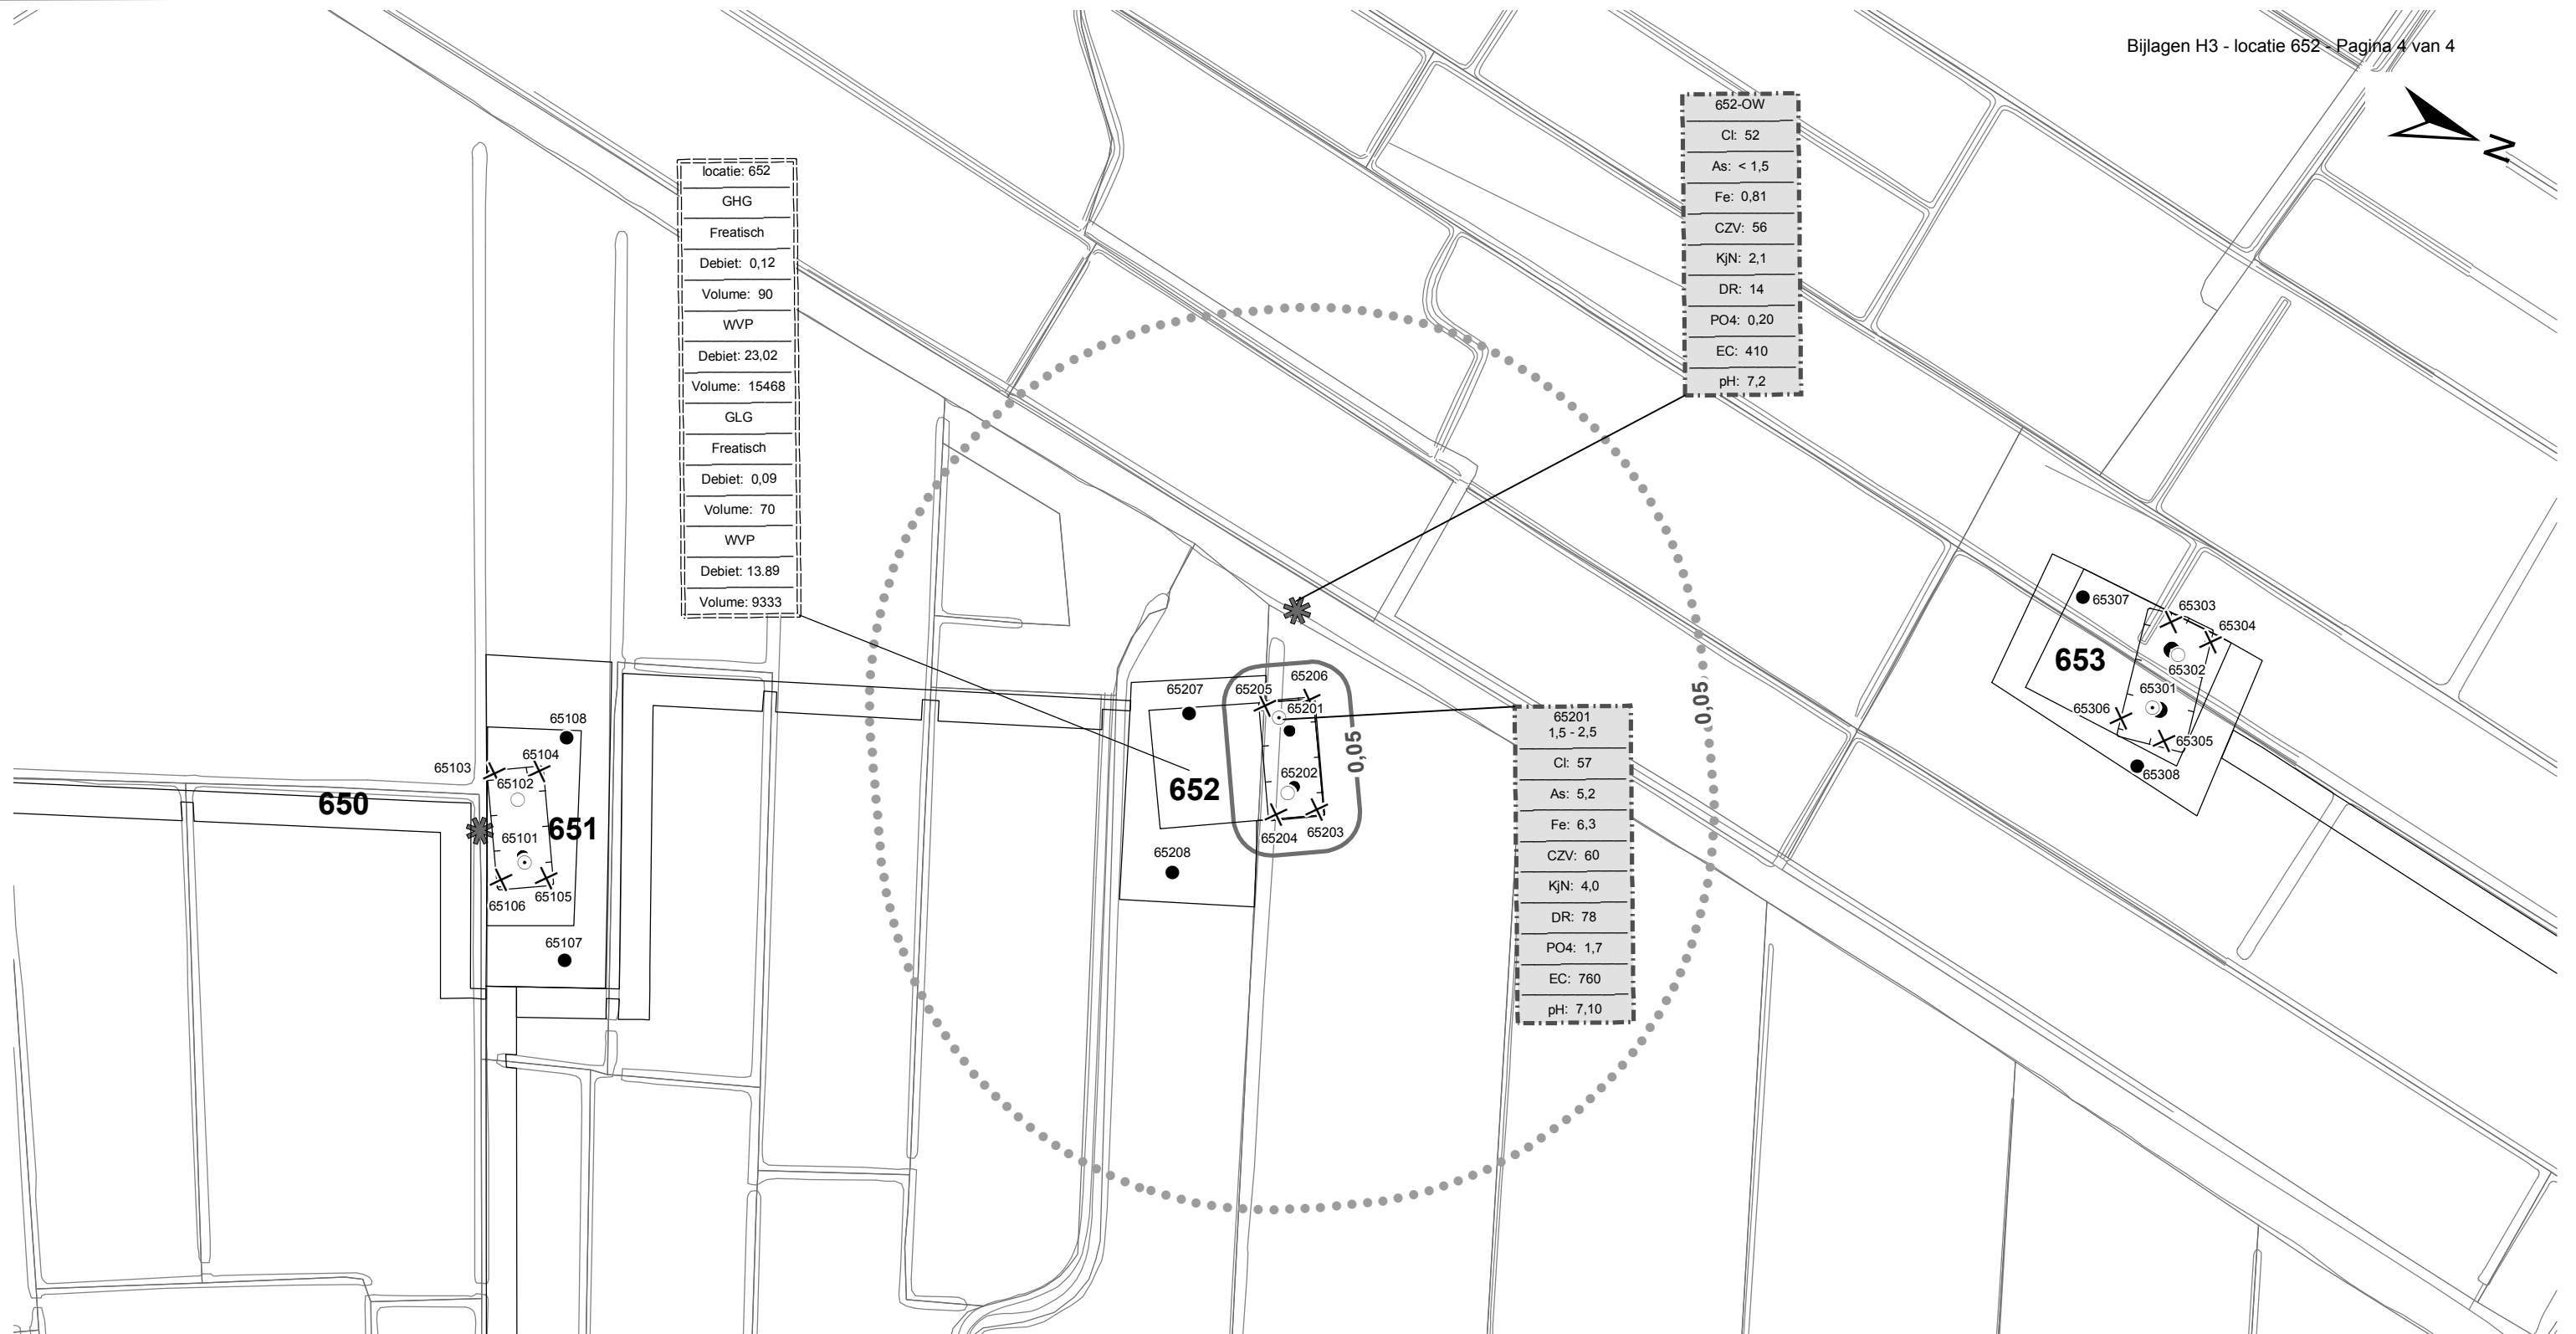 Bijlagen H3 - locatie 652 - Pagina 4 van 4
N
652-OW
Cl: 52
As: < 1,5
Fe: 0,81
CZV: 56
KjN: 2,1
DR: 14
PO4: 0,20
EC: 410
pH: 7,2
locatie: 652
GHG
Freatisch
Debiet: 0,12
Volume: 90
WVP
Debiet: 23,02
Volume: 15468
GLG
Freatisch
Debiet: 0,09
Volume: 70
WVP
Debiet: 13.89
Volume: 9333
650
651
65108
65104
65103
65102
65101
65105
65106
65107
652
65207
65205
65206
65201
65202
65204
65203
65208
0,05
0,05
65201
1,5 - 2,5
Cl: 57
As: 5,2
Fe: 6,3
CZV: 60
KjN: 4,0
DR: 78
PO4: 1,7
EC: 760
pH: 7,10
653
65307
65303
65304
65302
65301
65306
65305
65308